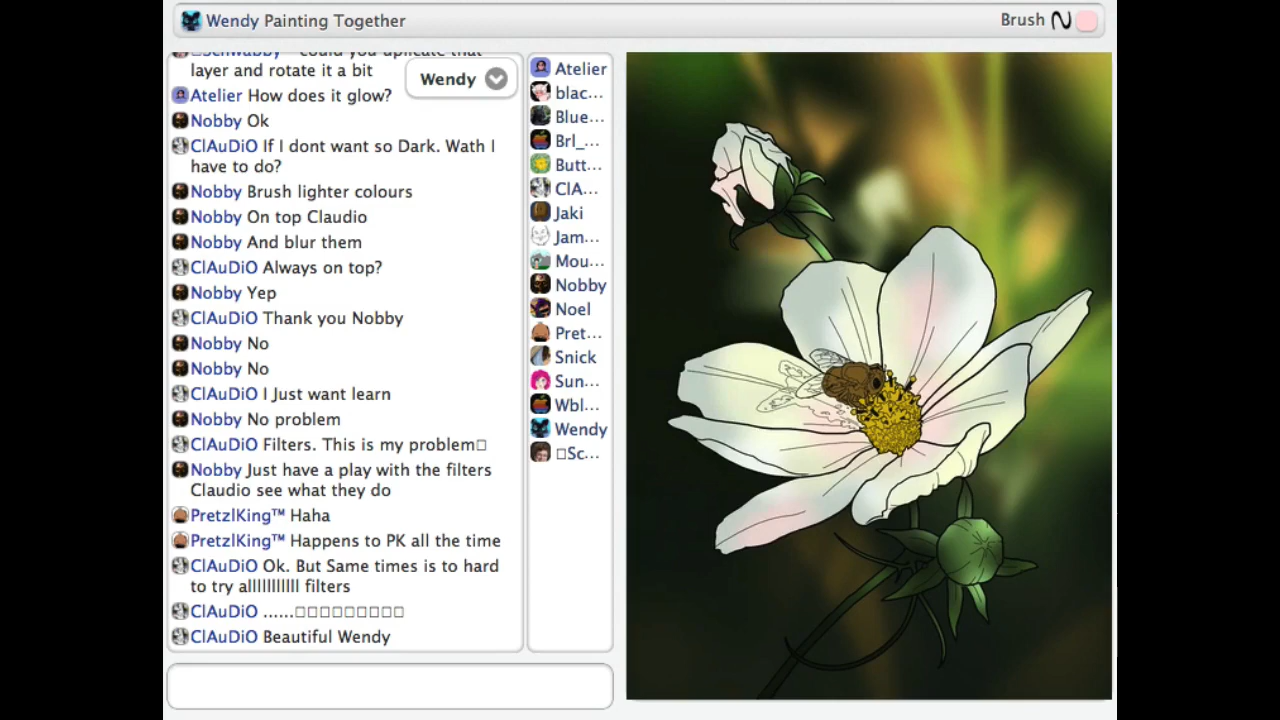 Wendy Painting Together
Brush
Schwabby could you uplicate that
layer and rotate it a bit
Wendy
Atelier How does it glow?
Nobby Ok
ClAuDiO If I dont want so Dark. Wath I
have to do?
Nobby Brush lighter colours
Nobby On top Claudio
Nobby And blur them
ClAuDiO Always on top?
Nobby Yep
ClAuDiO Thank you Nobby
Nobby No
Nobby No
ClAuDiO I Just want learn
Nobby No problem
ClAuDiO Filters. This is my problem
Nobby Just have a play with the filters
Claudio see what they do
PretzlKing™ Haha
PretzlKing™ Happens to PK all the time
ClAuDiO Ok. But Same times is to hard
to try allllllllll filters
ClAuDiO ......
ClAuDiO Beautiful Wendy
Atelier
blac...
Blue...
Brl_...
Butt...
ClA...
Jaki
Jam...
Mou...
Nobby
Noel
Pret...
Snick
Sun...
Wbl...
Wendy
Sc...